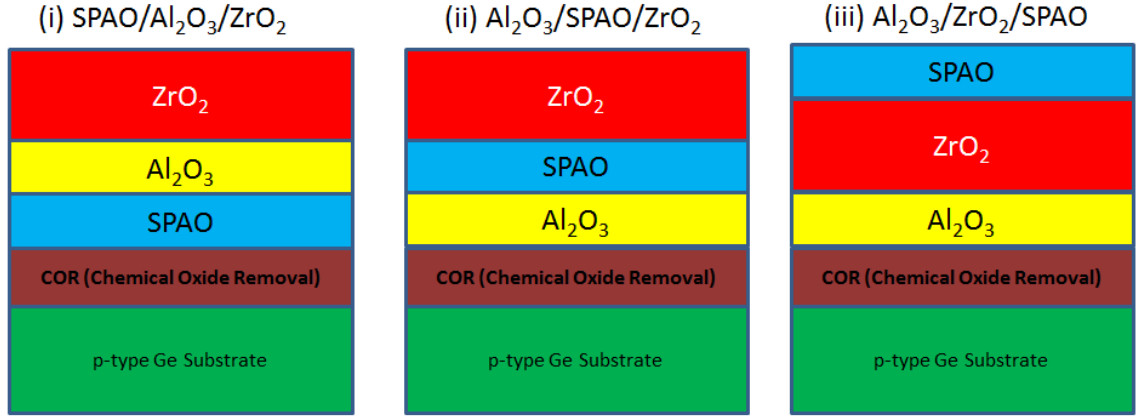 (i) SPAO/Al₂O₃/ZrO₂
ZrO₂
Al₂O₃
SPAO
COR (Chemical Oxide Removal)
p-type Ge Substrate
(ii) Al₂O₃/SPAO/ZrO₂
ZrO₂
SPAO
Al₂O₃
COR (Chemical Oxide Removal)
p-type Ge Substrate
(iii) Al₂O₃/ZrO₂/SPAO
SPAO
ZrO₂
Al₂O₃
COR (Chemical Oxide Removal)
p-type Ge Substrate